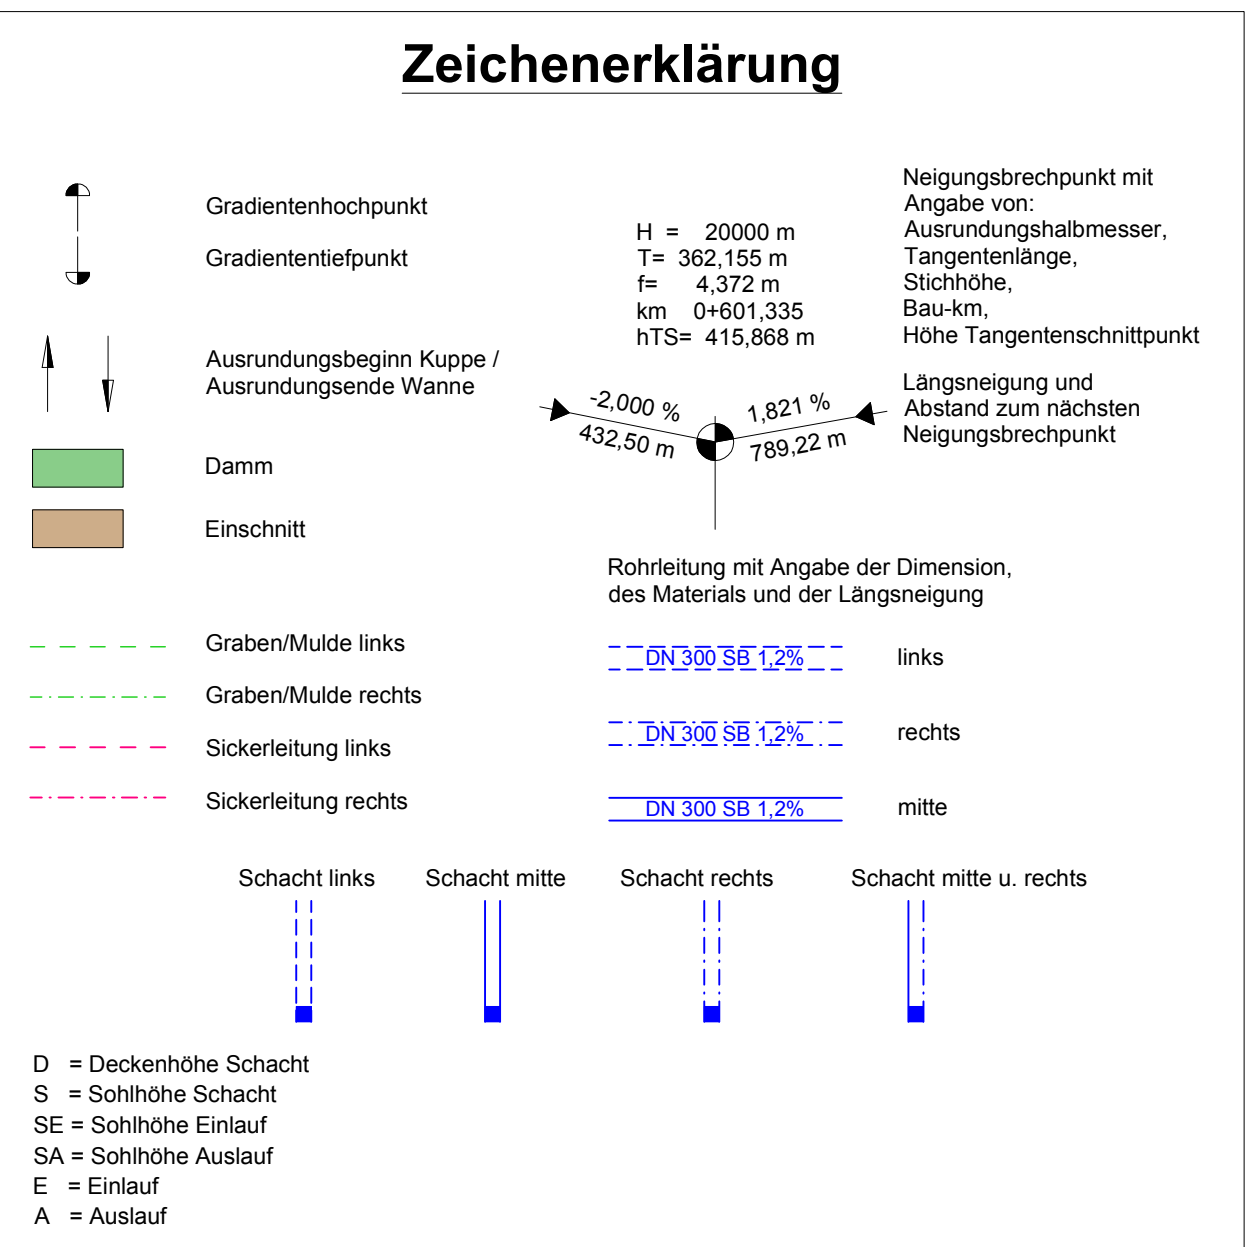 Zeichenerklärung
Gradientenhochpunkt
Gradiententiefpunkt
Ausrundungsbeginn Kuppe /
Ausrundungsende Wanne
Damm
Einschnitt
H = 20000 m
T= 362,155 m
f= 4,372 m
km 0+601,335
hTS= 415,868 m
Neigungsbrechpunkt mit
Angabe von:
Ausrundungshalbmesser,
Tangentenlänge,
Stichhöhe,
Bau-km,
Höhe Tangentenschnittpunkt
-2,000 %
432,50 m
1,821 %
789,22 m
Längsneigung und
Abstand zum nächsten
Neigungsbrechpunkt
Graben/Mulde links
Graben/Mulde rechts
Sickerleitung links
Sickerleitung rechts
Rohrleitung mit Angabe der Dimension,
des Materials und der Längsneigung
DN 300 SB 1,2% links
DN 300 SB 1,2% rechts
DN 300 SB 1,2% mitte
Schacht links Schacht mitte Schacht rechts Schacht mitte u. rechts
D = Deckenhöhe Schacht
S = Sohlhöhe Schacht
SE = Sohlhöhe Einlauf
SA = Sohlhöhe Auslauf
E = Einlauf
A = Auslauf